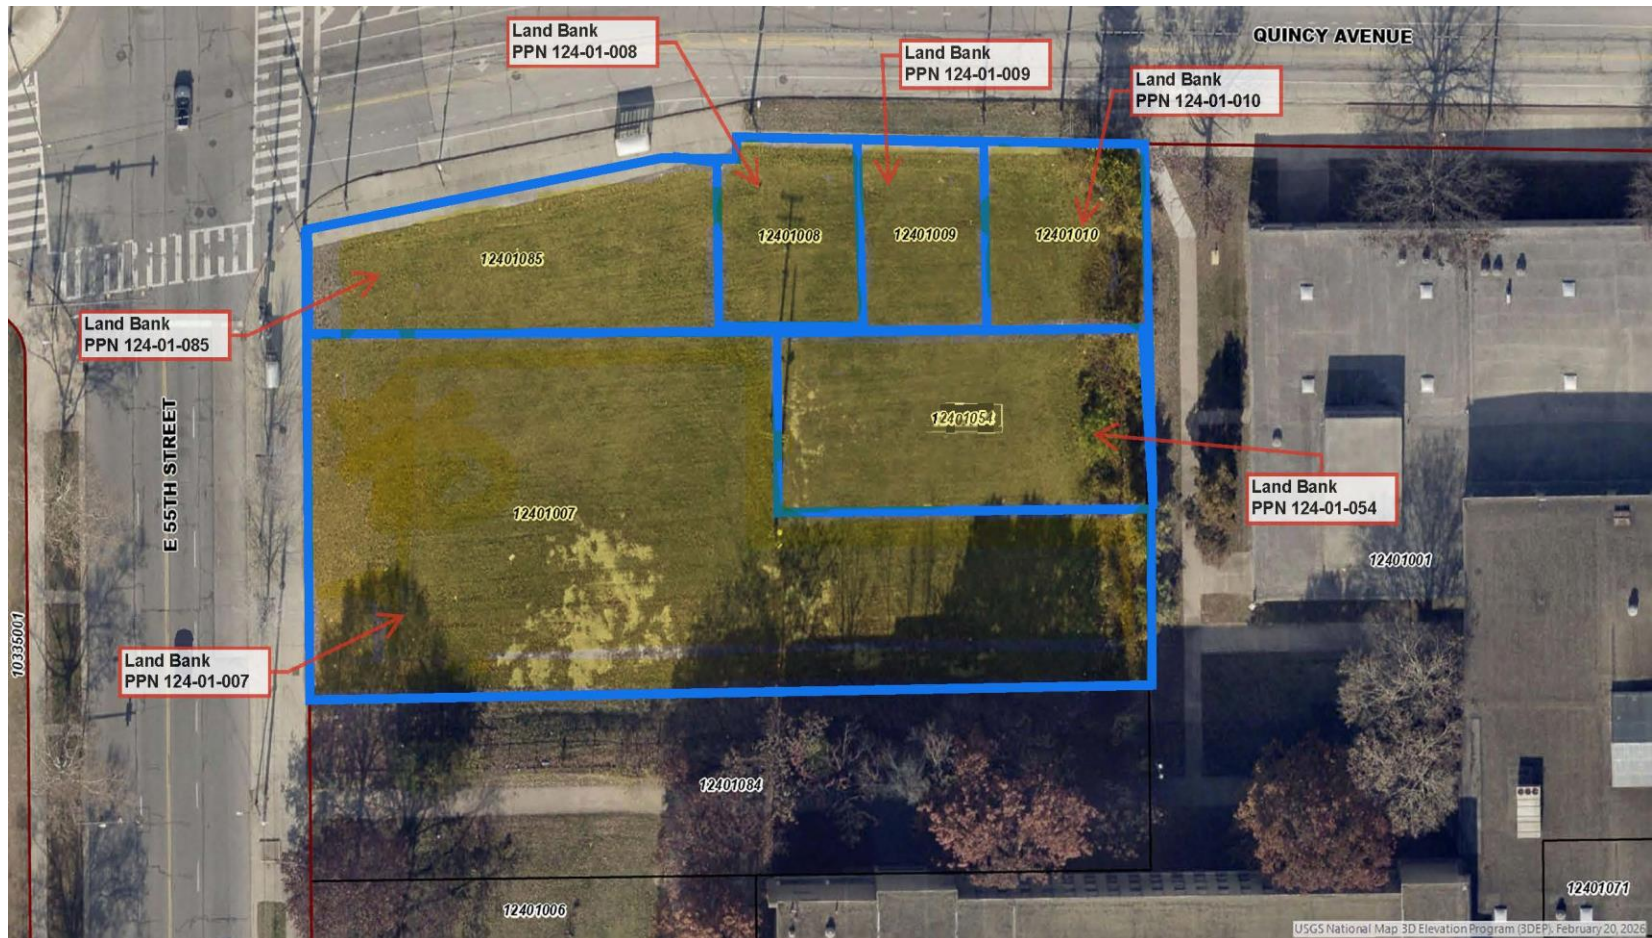 Land Bank
PPN 124-01-008
QUINCY AVENUE
Land Bank
PPN 124-01-009
Land Bank
PPN 124-01-010
12401008
12401009
12401010
12401085
Land Bank
PPN 124-01-085
E 55TH STREET
12401054
12401007
Land Bank
PPN 124-01-054
12401001
10335001
Land Bank
PPN 124-01-007
12401084
12401071
12401006
USGS National Map 3D Elevation Program (3DEP). February 20,